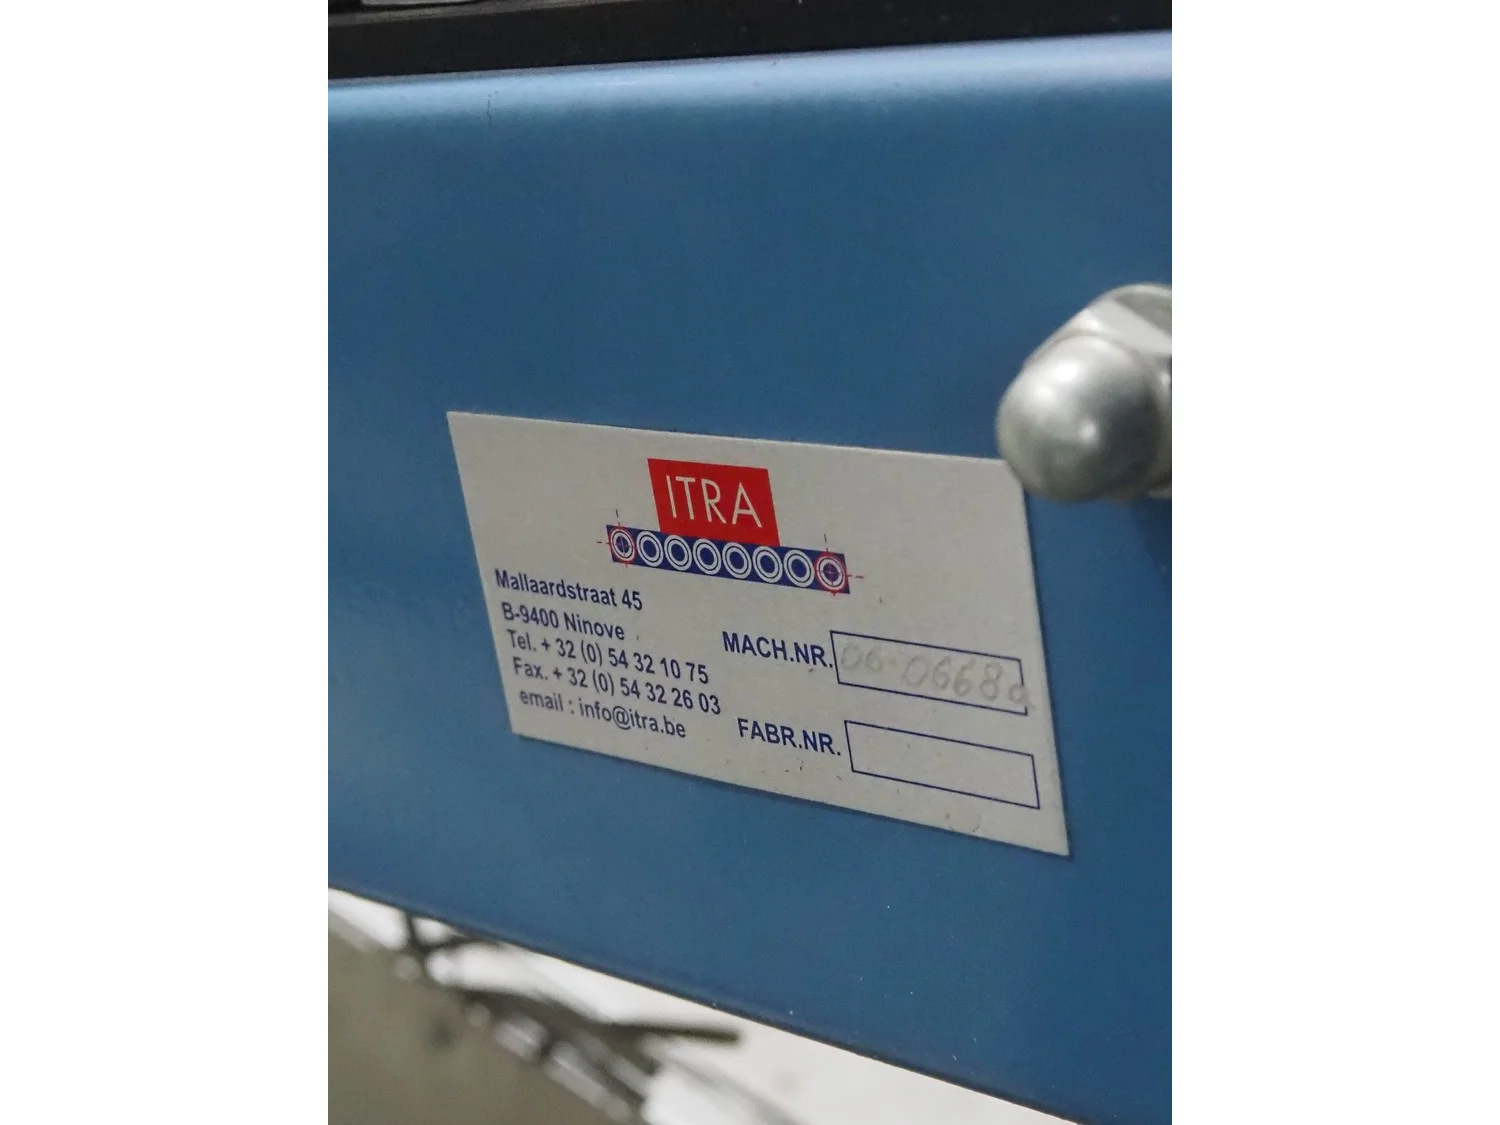 ITRA
Mallaardstraat 45
B-9400 Ninove
Tel. + 32 (0) 54 32 10 75
Fax. + 32 (0) 54 32 26 03
email : info@itra.be
MACH.NR. 06-0668a
FABR.NR.